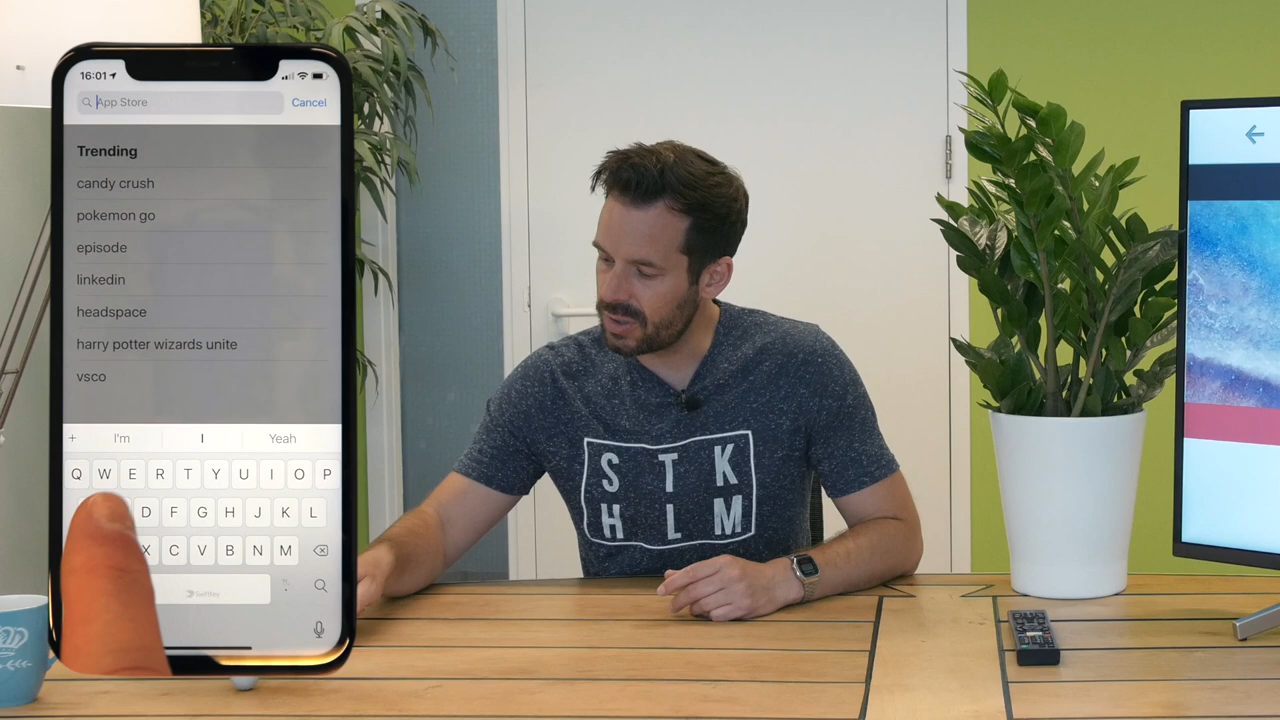 16:01
App Store
Cancel
Trending
candy crush
pokemon go
episode
linkedin
headspace
harry potter wizards unite
vsco
+ I'm I Yeah
Q W E R T Y U I O P
D F G H J K L
X C V B N M
SwiftKey
S T K
H L M